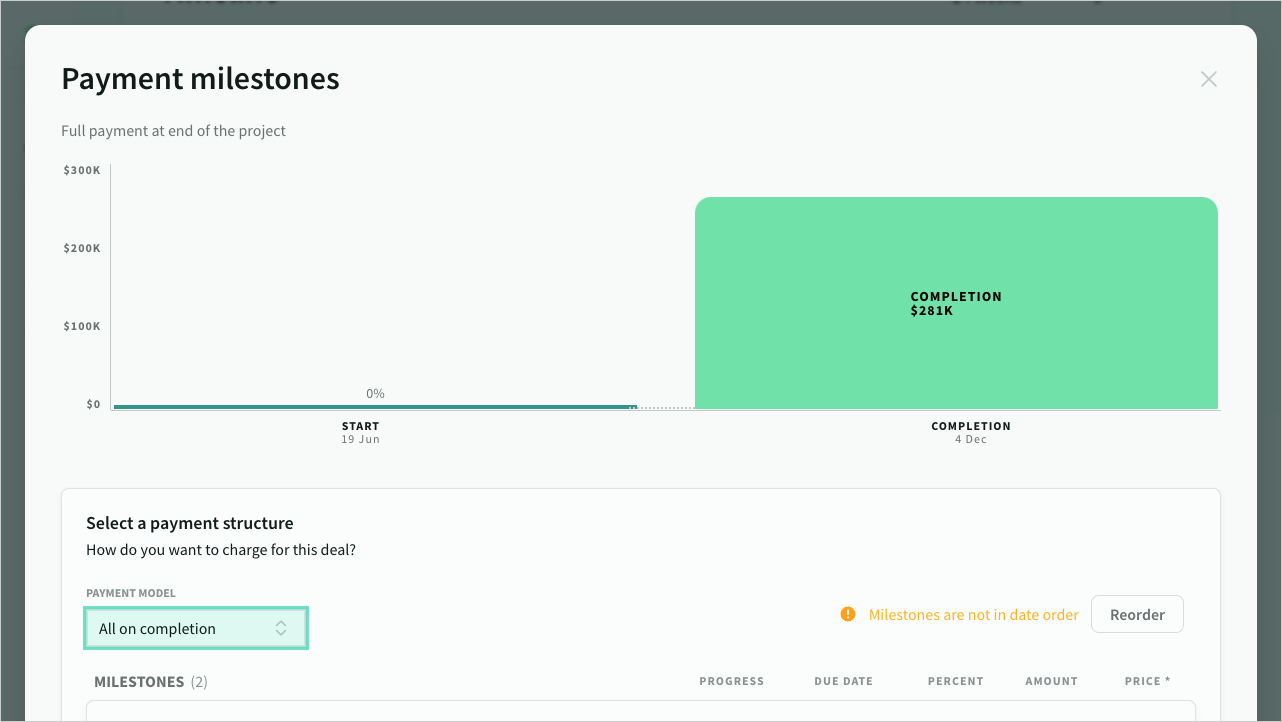 Payment milestones
Full payment at end of the project
$300K
$200K
$100K
$0
0%
COMPLETION
$281K
START
19 Jun
COMPLETION
4 Dec
Select a payment structure
How do you want to charge for this deal?
PAYMENT MODEL
All on completion
Milestones are not in date order
Reorder
MILESTONES (2)
PROGRESS DUE DATE PERCENT AMOUNT PRICE *